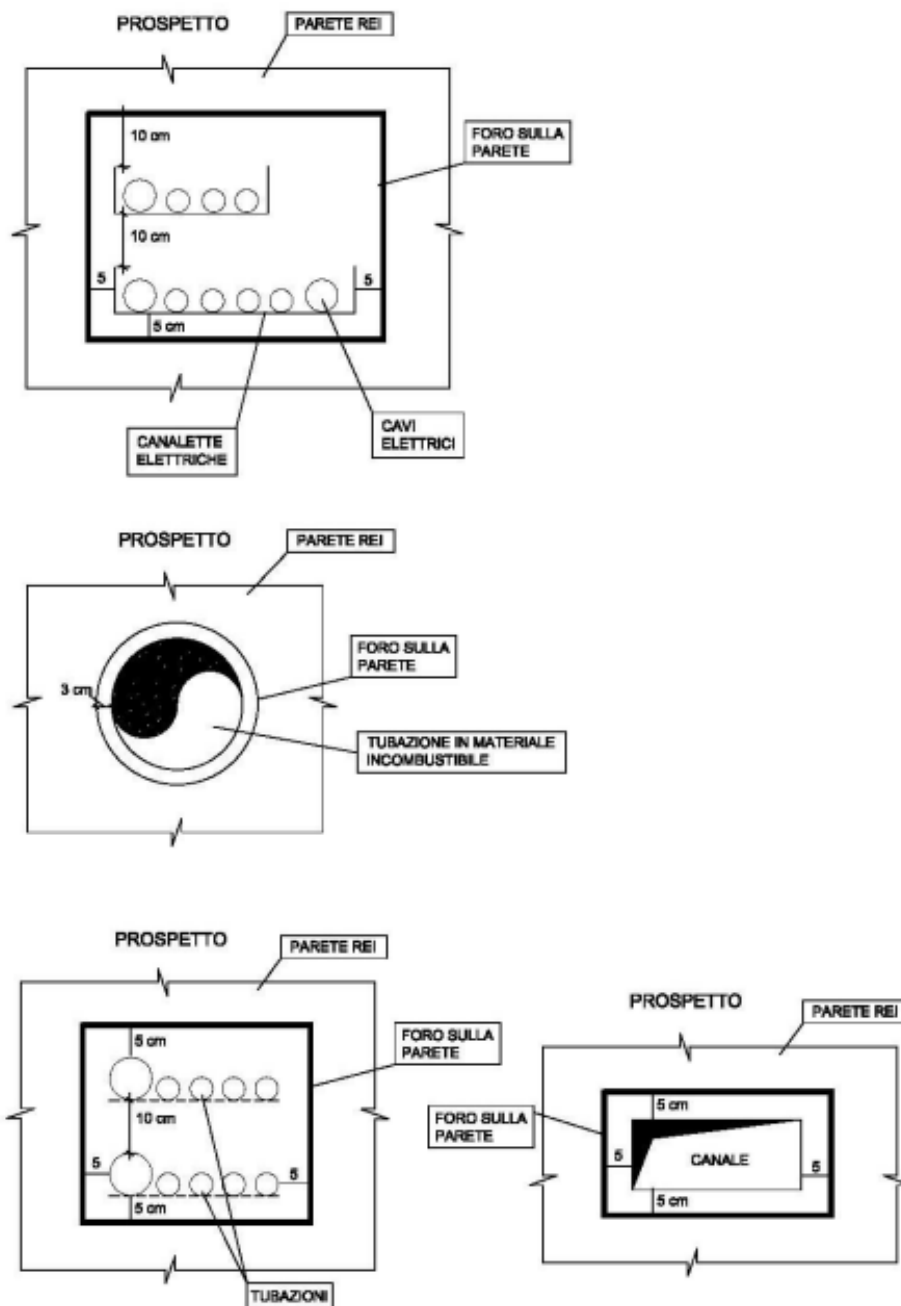 PROSPETTO
PARETE REI
10 cm
FORO SULLA
PARETE
10 cm
5
5
5 cm
CANALETTE
ELETTRICHE
CAVI
ELETTRICI
PROSPETTO
PARETE REI
FORO SULLA
PARETE
3 cm
TUBAZIONE IN MATERIALE
INCOMBUSTIBILE
PROSPETTO
PARETE REI
5 cm
FORO SULLA
PARETE
10 cm
5
5
5 cm
TUBAZIONI
PROSPETTO
PARETE REI
5 cm
FORO SULLA
PARETE
5
CANALE
5
5 cm